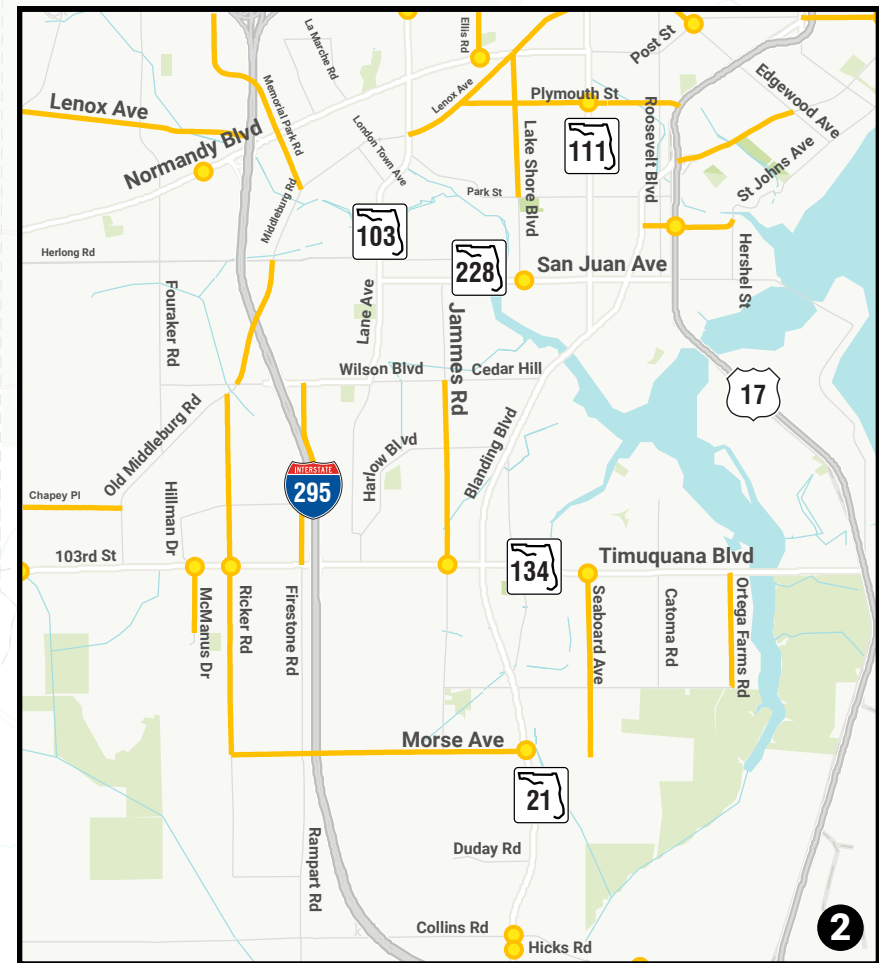 La Marche Rd
Ellis Rd
Post St
Lenox Ave
Memorial Park Rd
Lenox Ave
Plymouth St
Edgewood Ave
Normandy Blvd
London Town Ave
Lake Shore Blvd
111
Roosevelt Blvd
St Johns Ave
Middleburg Rd
Park St
103
Herlong Rd
228
San Juan Ave
Hershel St
Fouraker Rd
Lane Ave
Jammes Rd
Wilson Blvd
Cedar Hill
17
Old Middleburg Rd
Harlow Blvd
Blanding Blvd
INTERSTATE
295
Chapey Pl
Hillman Dr
103rd St
134
Timuquana Blvd
McManus Dr
Ricker Rd
Firestone Rd
Seaboard Ave
Catoma Rd
Ortega Farms Rd
Morse Ave
21
Duday Rd
Rampart Rd
Collins Rd
Hicks Rd
2